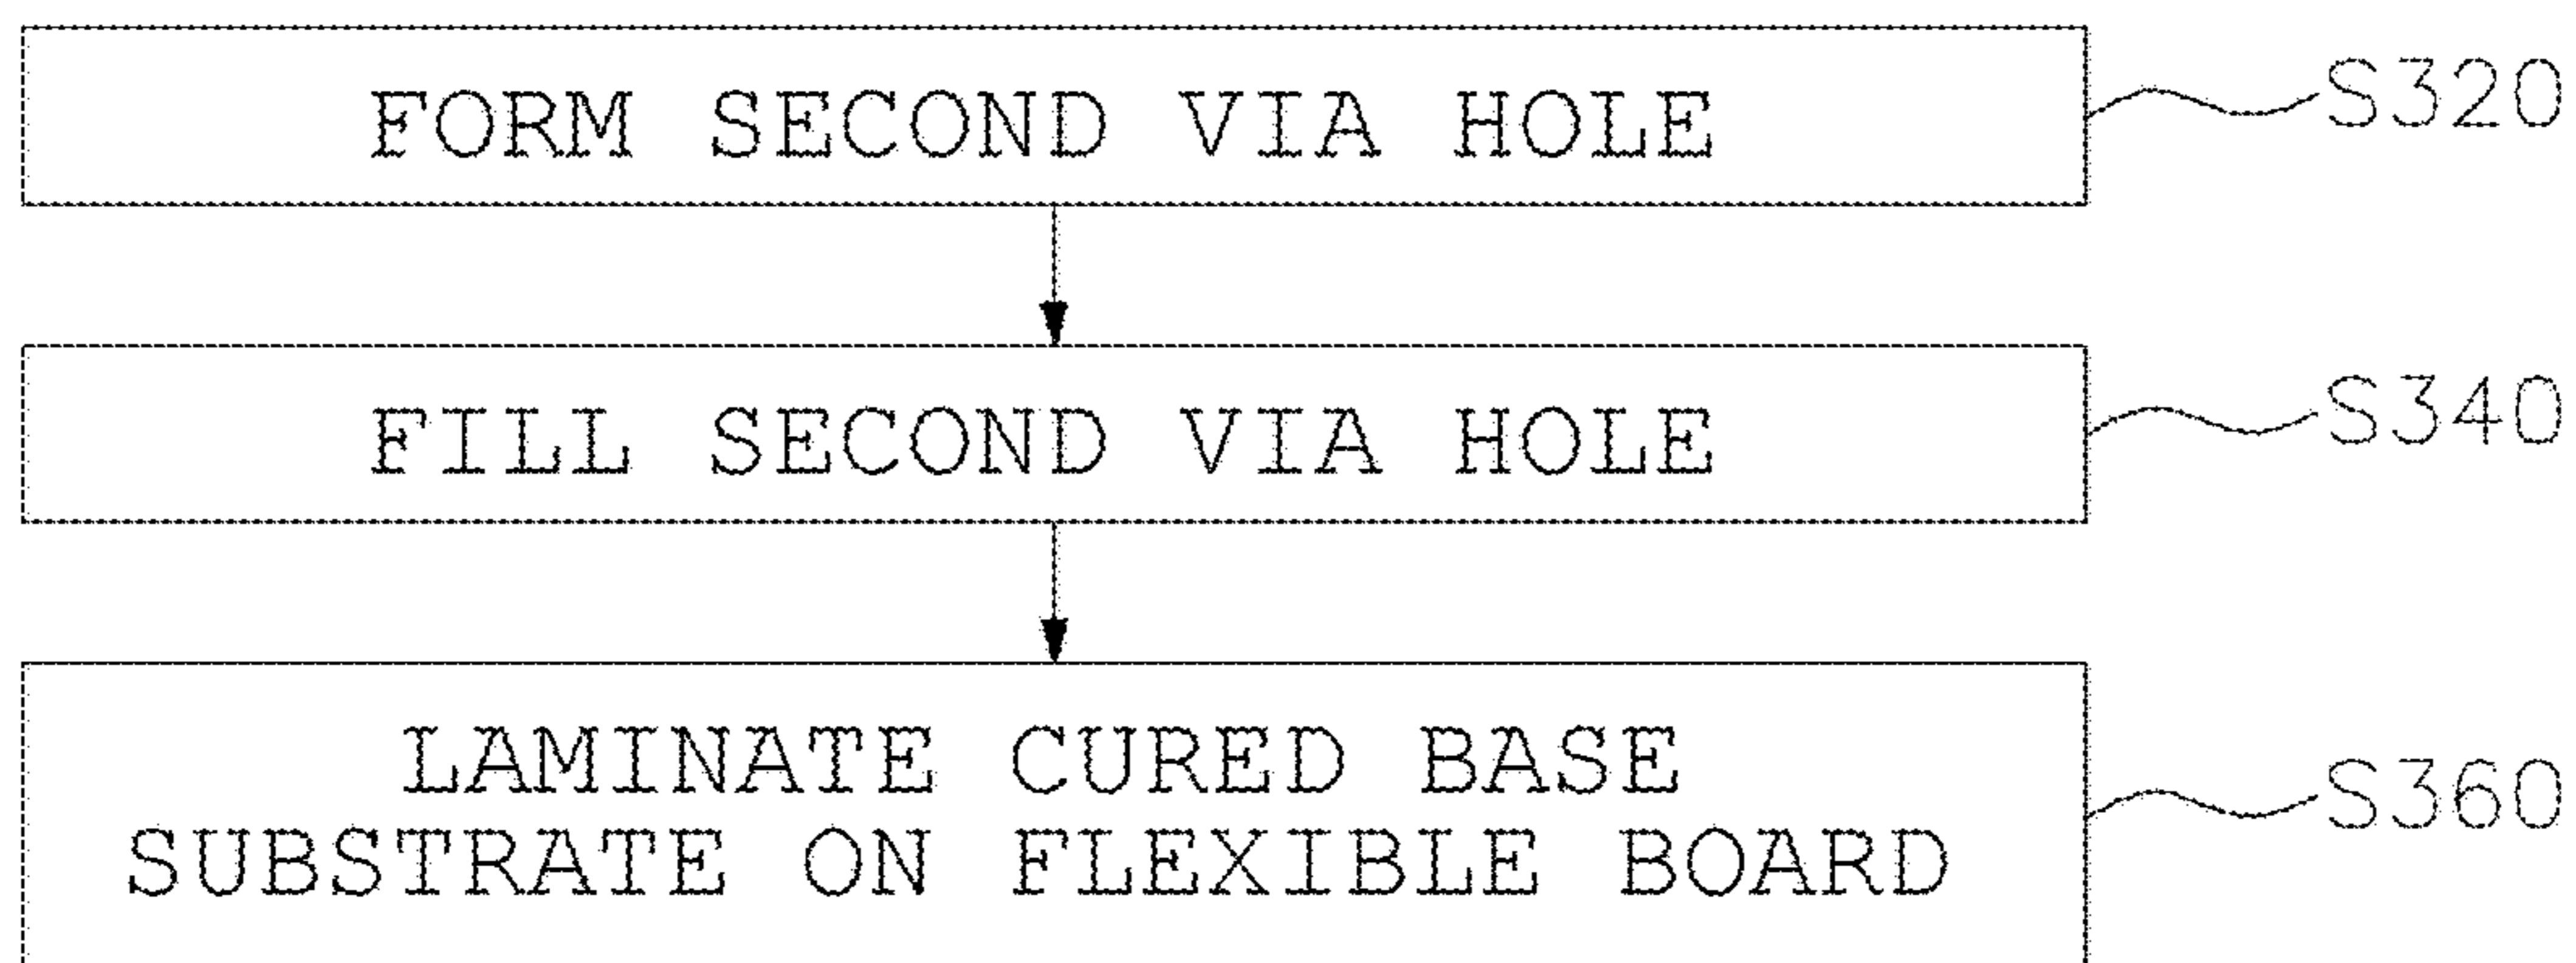 FORM SECOND VIA HOLE
S320
FILL SECOND VIA HOLE
S340
LAMINATE CURED BASE
SUBSTRATE ON FLEXIBLE BOARD
S360